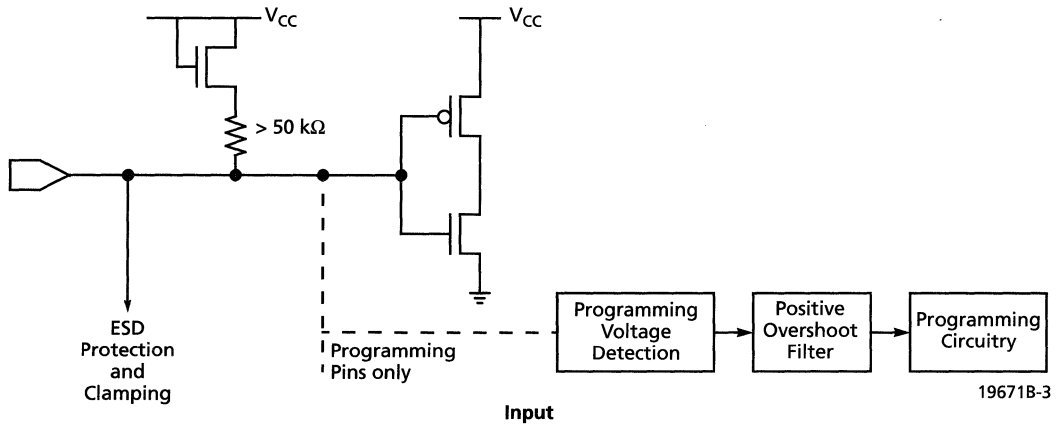 VCC
VCC
> 50 kΩ
ESD
Protection
and
Clamping
Programming
Pins only
Programming
Voltage
Detection
Positive
Overshoot
Filter
Programming
Circuitry
19671B-3
Input